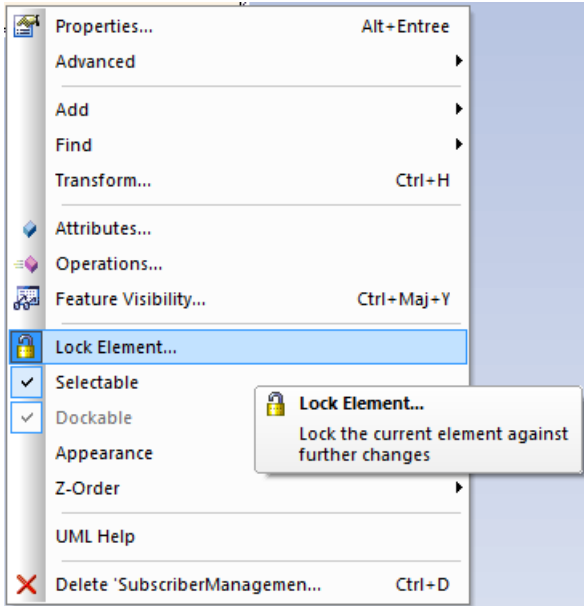 Properties... Alt+Entree
Advanced
Add
Find
Transform... Ctrl+H
Attributes...
Operations...
Feature Visibility... Ctrl+Maj+Y
Lock Element...
Selectable
Dockable
Lock Element...
Lock the current element against
further changes
Appearance
Z-Order
UML Help
Delete 'SubscriberManagemen... Ctrl+D